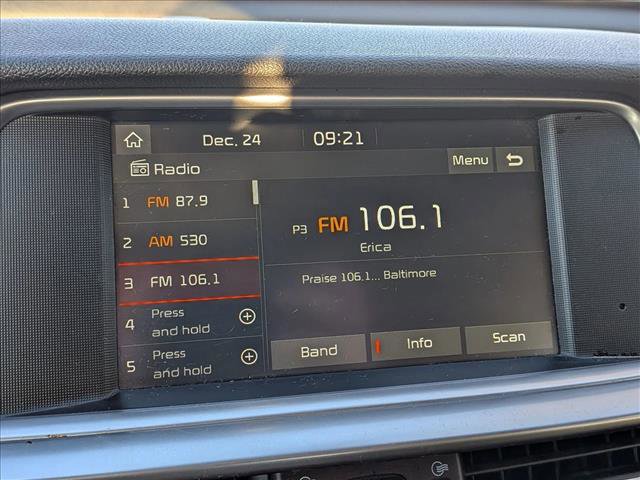 Dec. 24 09:21
Radio Menu
1 FM 87.9
2 AM 530
3 FM 106.1
4 Press and hold
5 Press and hold
P3 FM 106.1
Erica
Praise 106.1... Baltimore
Band Info Scan